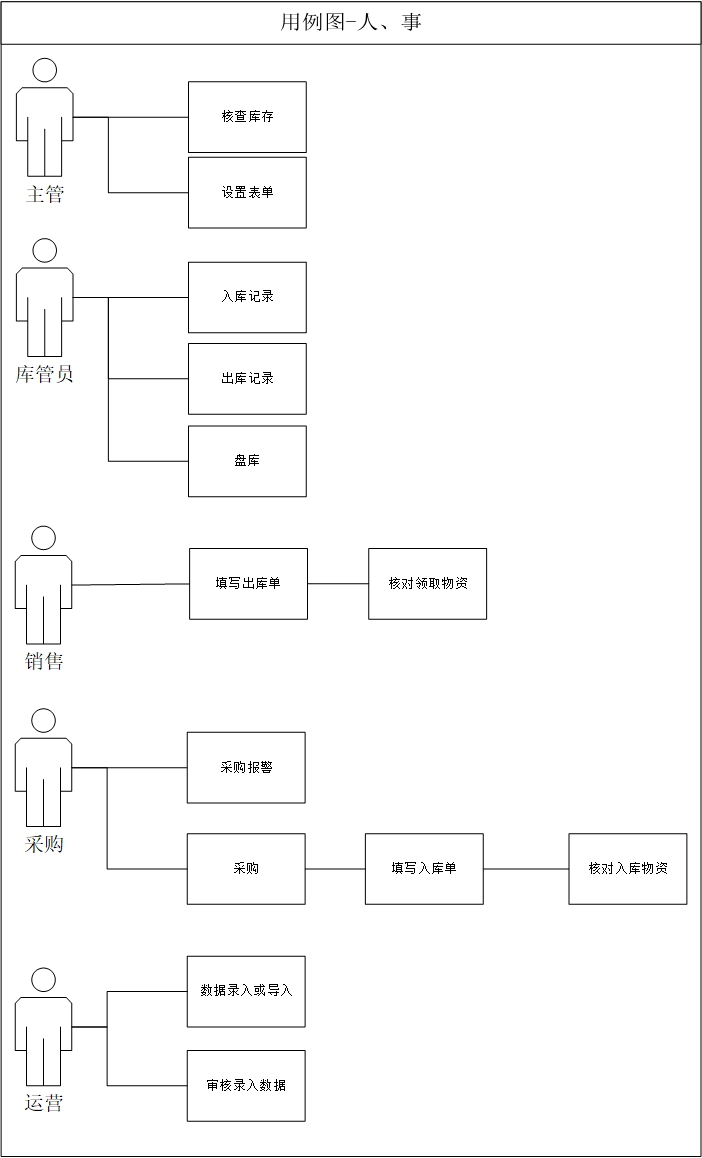 用例图-人、事
核查库存
设置表单
主管
入库记录
出库记录
库管员
盘库
填写出库单
核对领取物资
销售
采购报警
采购
采购
填写入库单
核对入库物资
数据录入或导入
审核录入数据
运营